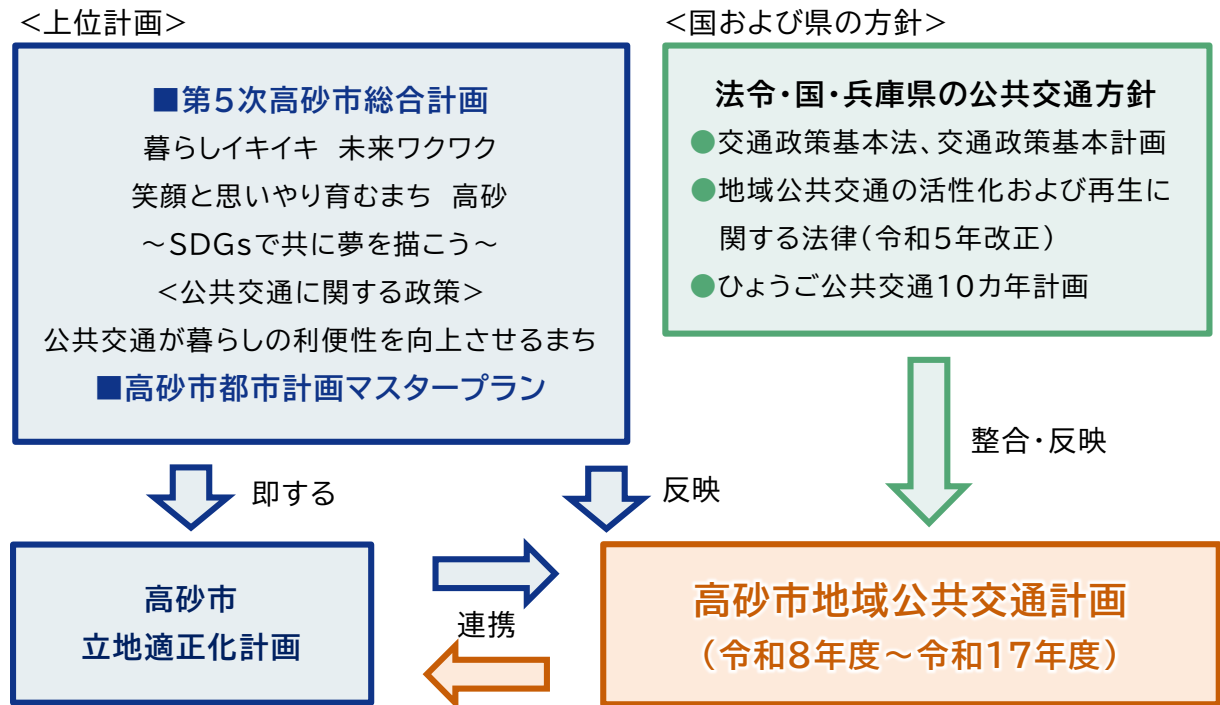 <上位計画>
■第5次高砂市総合計画
暮らしイキイキ 未来ワクワク
笑顔と思いやり育むまち 高砂
～SDGsで共に夢を描こう～
<公共交通に関する政策>
公共交通が暮らしの利便性を向上させるまち
■高砂市都市計画マスタープラン
<国および県の方針>
法令・国・兵庫県の公共交通方針
●交通政策基本法、交通政策基本計画
●地域公共交通の活性化および再生に
関する法律（令和5年改正）
●ひょうご公共交通10カ年計画
即する
反映
整合・反映
高砂市
立地適正化計画
連携
高砂市地域公共交通計画
（令和8年度～令和17年度）